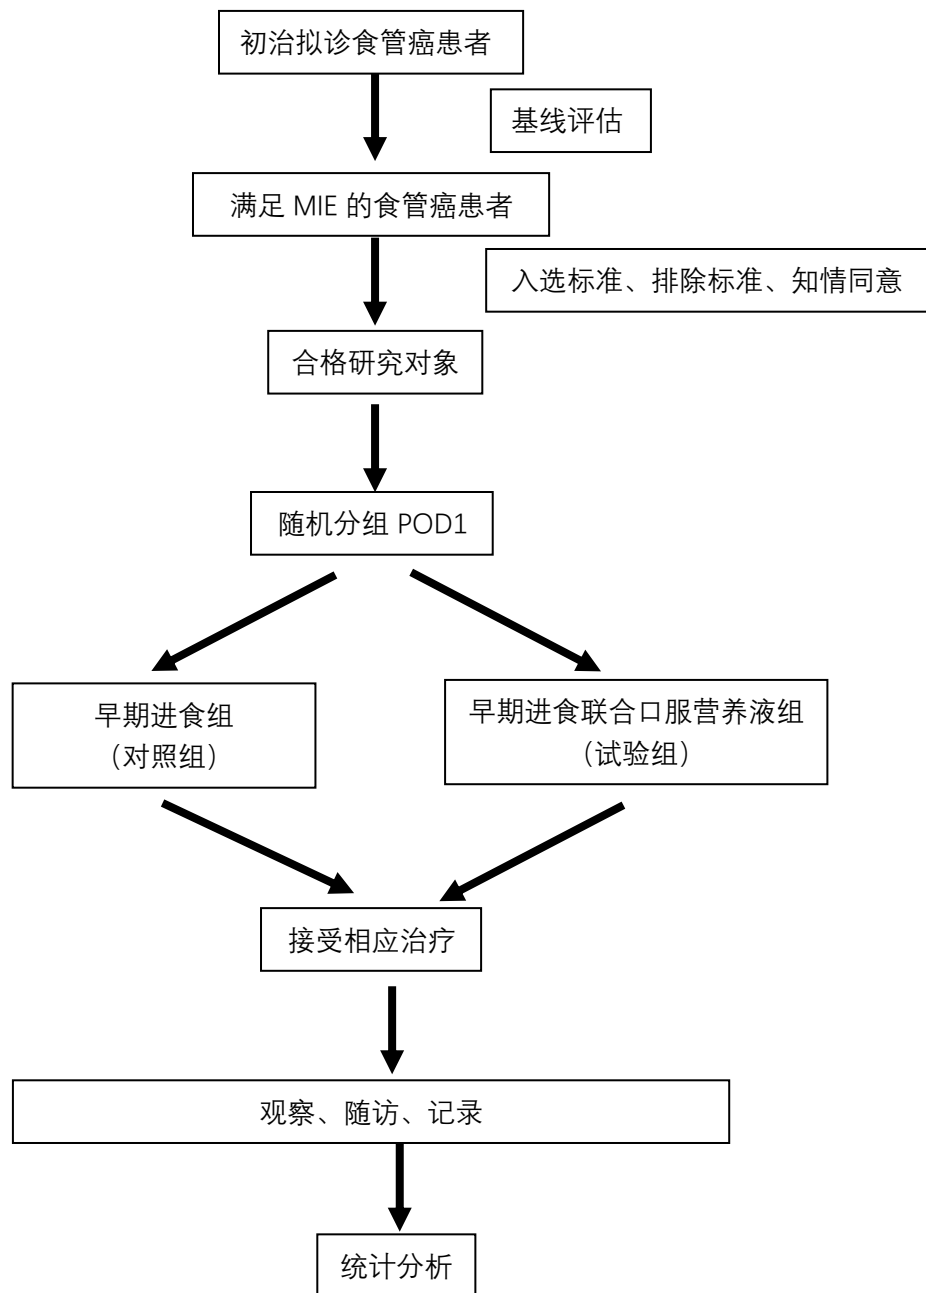 初治拟诊食管癌患者
基线评估
满足 MIE 的食管癌患者
入选标准、排除标准、知情同意
合格研究对象
随机分组 POD1
早期进食组
（对照组）
早期进食联合口服营养液组
（试验组）
接受相应治疗
观察、随访、记录
统计分析